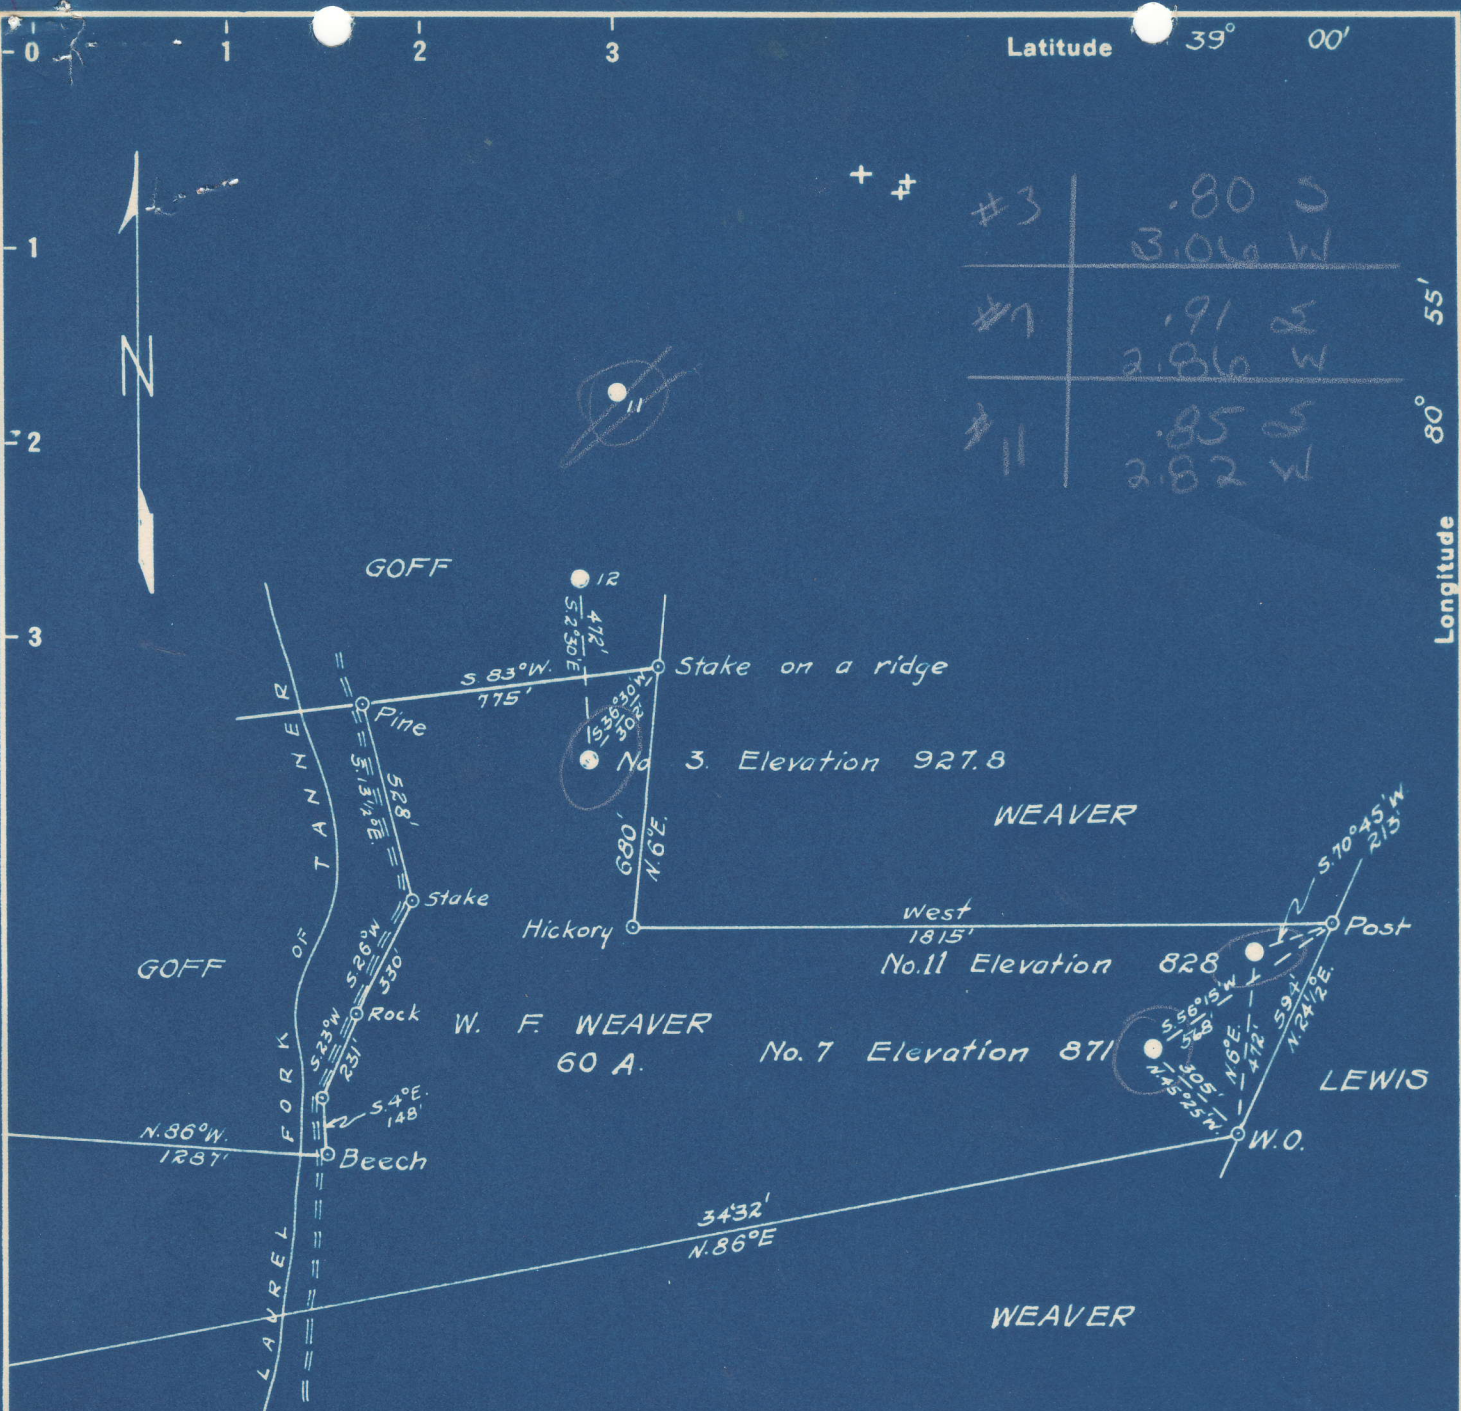 0 1 2 3 Latitude 39° 00'
1
2
3
Longitude 80° 55'
N
#3 .80 S
3.06 W
#7 .91 S
2.86 W
#11 .85 S
2.82 W
11
GOFF
12
472'
S.2°30'E
S 83°W.
775'
Stake on a ridge
Pine
S.36°30'W
302
No 3. Elevation 927.8
528'
S.13½°E.
680'
N.6°E.
WEAVER
S.70°45'W
213'
Stake
Hickory
West
1815'
Post
No.11 Elevation 828
GOFF
S.26°W
330'
Rock
W. F. WEAVER
60 A.
No. 7 Elevation 871
S.56°15'W
568'
N.6°E.
472'
594'
N.24½°E.
305'
N.45°25'W.
LEWIS
S.23°W
231'
S.4°E.
148'
N.86°W.
1287'
Beech
W.O.
3432'
N.86°E
WEAVER
LAUREL FORK OF TANNER